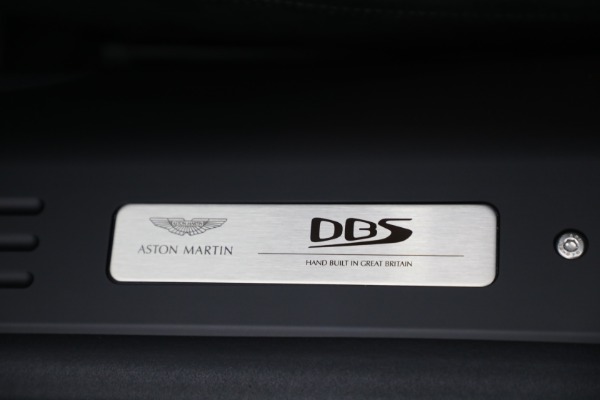 ASTON MARTIN
DBS
HAND BUILT IN GREAT BRITAIN